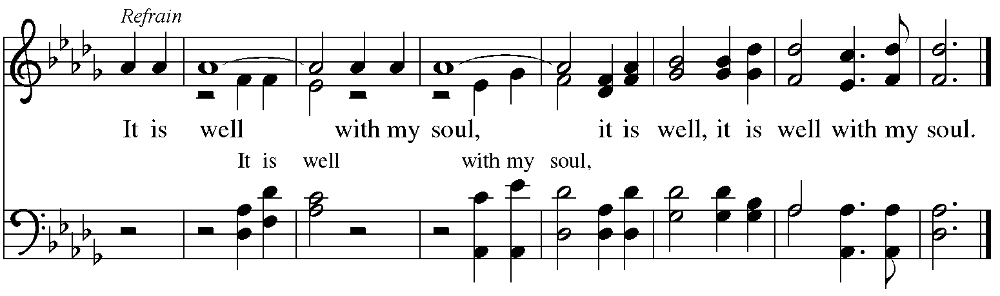 Refrain
It is well with my soul, it is well, it is well with my soul.
It is well with my soul,